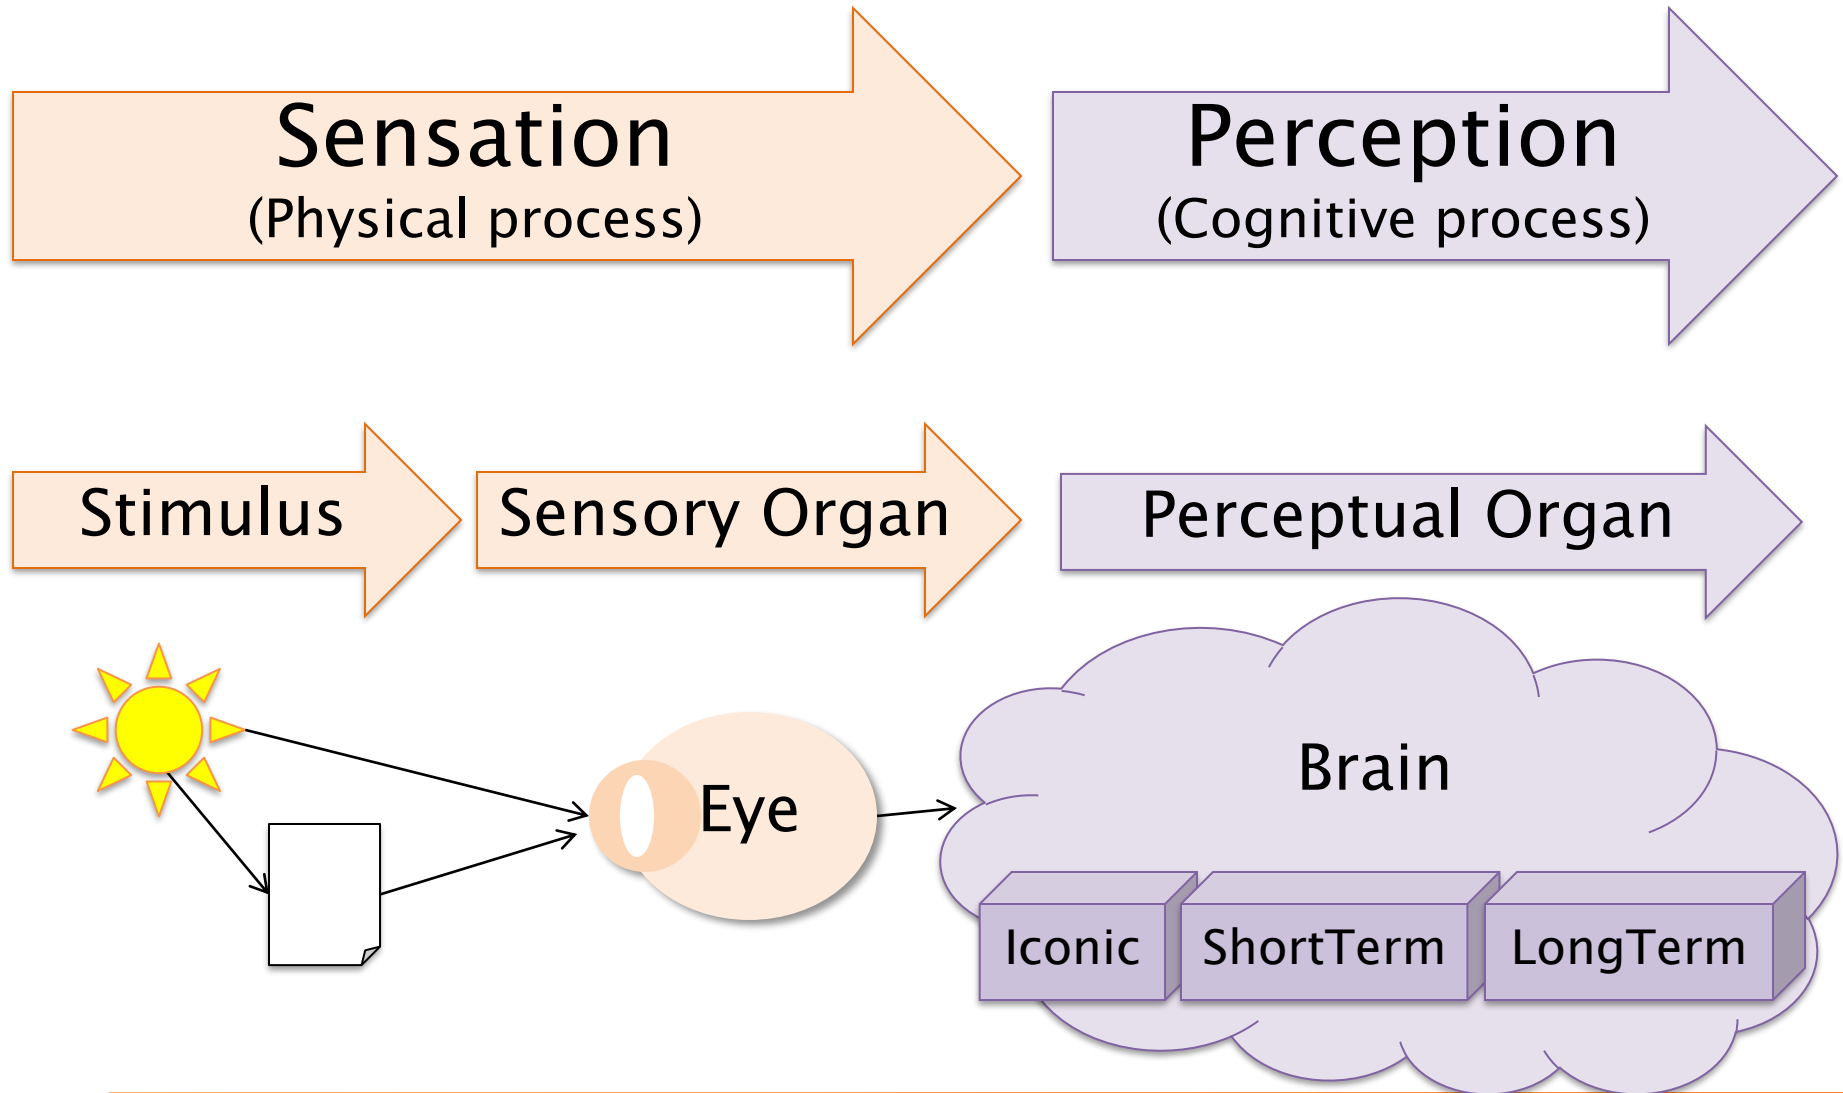 Sensation
(Physical process)
Perception
(Cognitive process)
Stimulus
Sensory Organ
Perceptual Organ
Eye
Brain
Iconic
ShortTerm
LongTerm